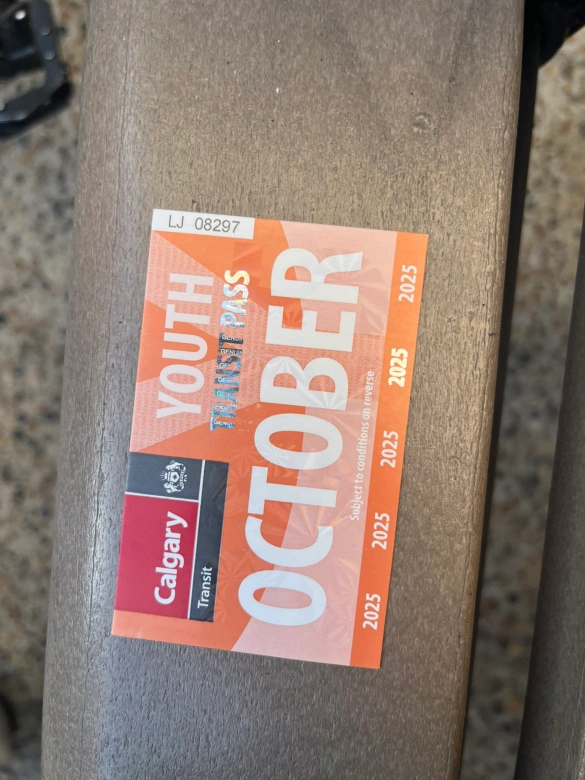 LJ 08297
YOUTH
TRANSIT PASS
Calgary
Transit
OCTOBER
Subject to conditions on reverse
2025 2025 2025 2025 2025